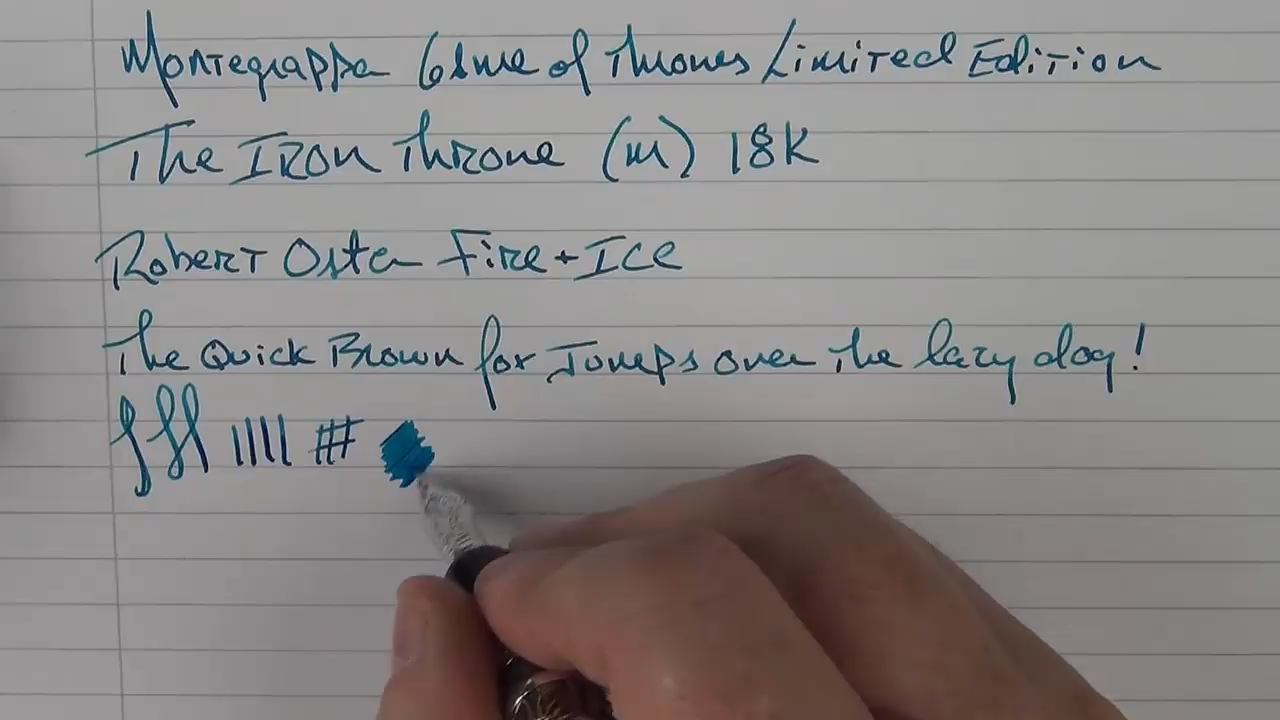 Montegrappa Game of Thrones Limited Edition
The Iron Throne (M) 18K
Robert Oster Fire + Ice
The Quick Brown fox Jumps over the lazy dog!
fff |||| #